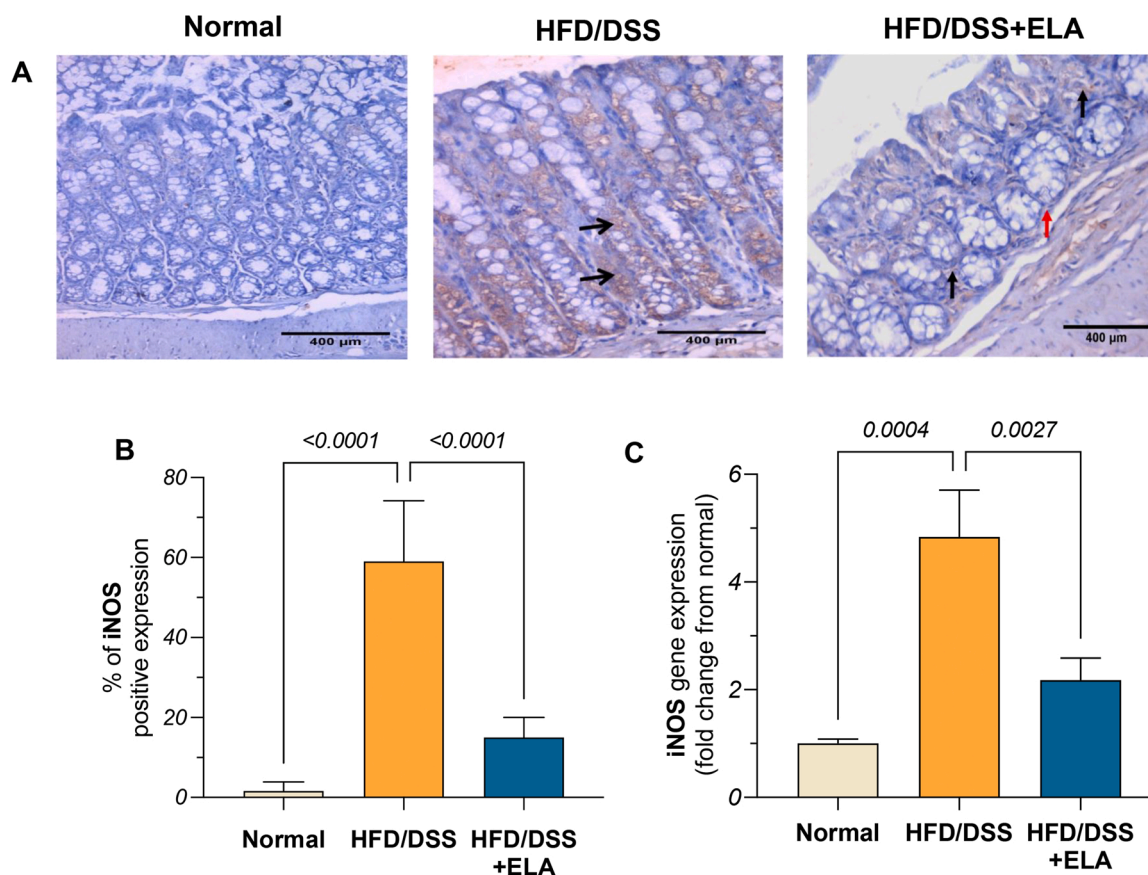 Normal
HFD/DSS
HFD/DSS+ELA
A
400 µm
400 µm
400 µm
B
<0.0001
<0.0001
80
60
40
20
0
% of iNOS
positive expression
Normal
HFD/DSS
HFD/DSS
+ELA
C
0.0004
0.0027
6
4
2
0
iNOS gene expression
(fold change from normal)
Normal
HFD/DSS
HFD/DSS
+ELA